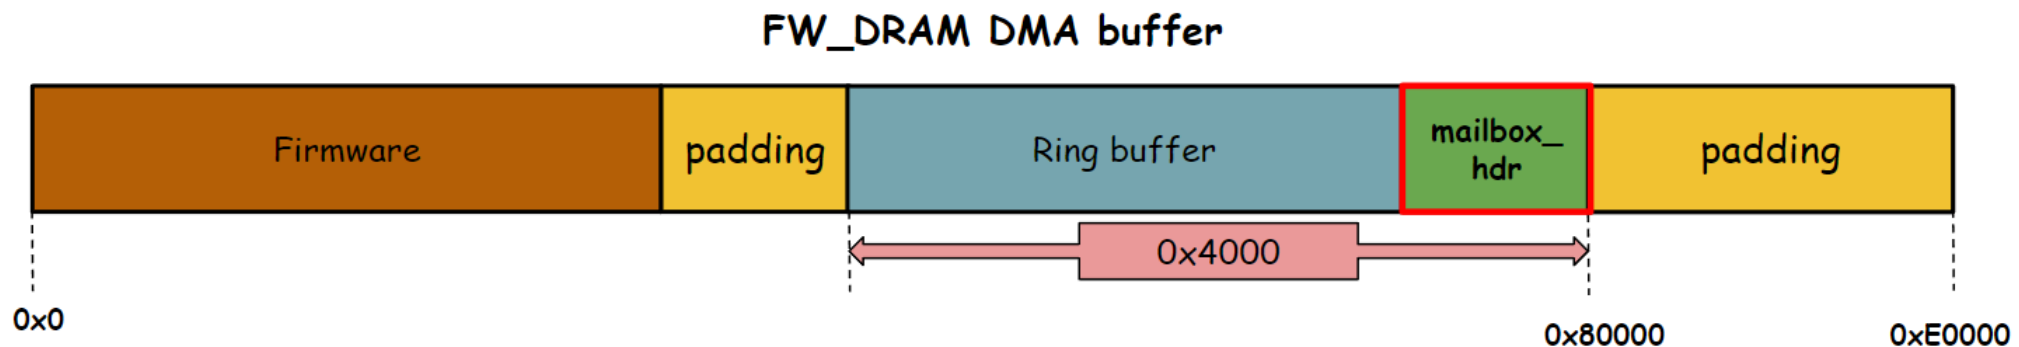 FW_DRAM DMA buffer
Firmware
padding
Ring buffer
mailbox_
hdr
padding
0x4000
0x0
0x80000
0xE0000